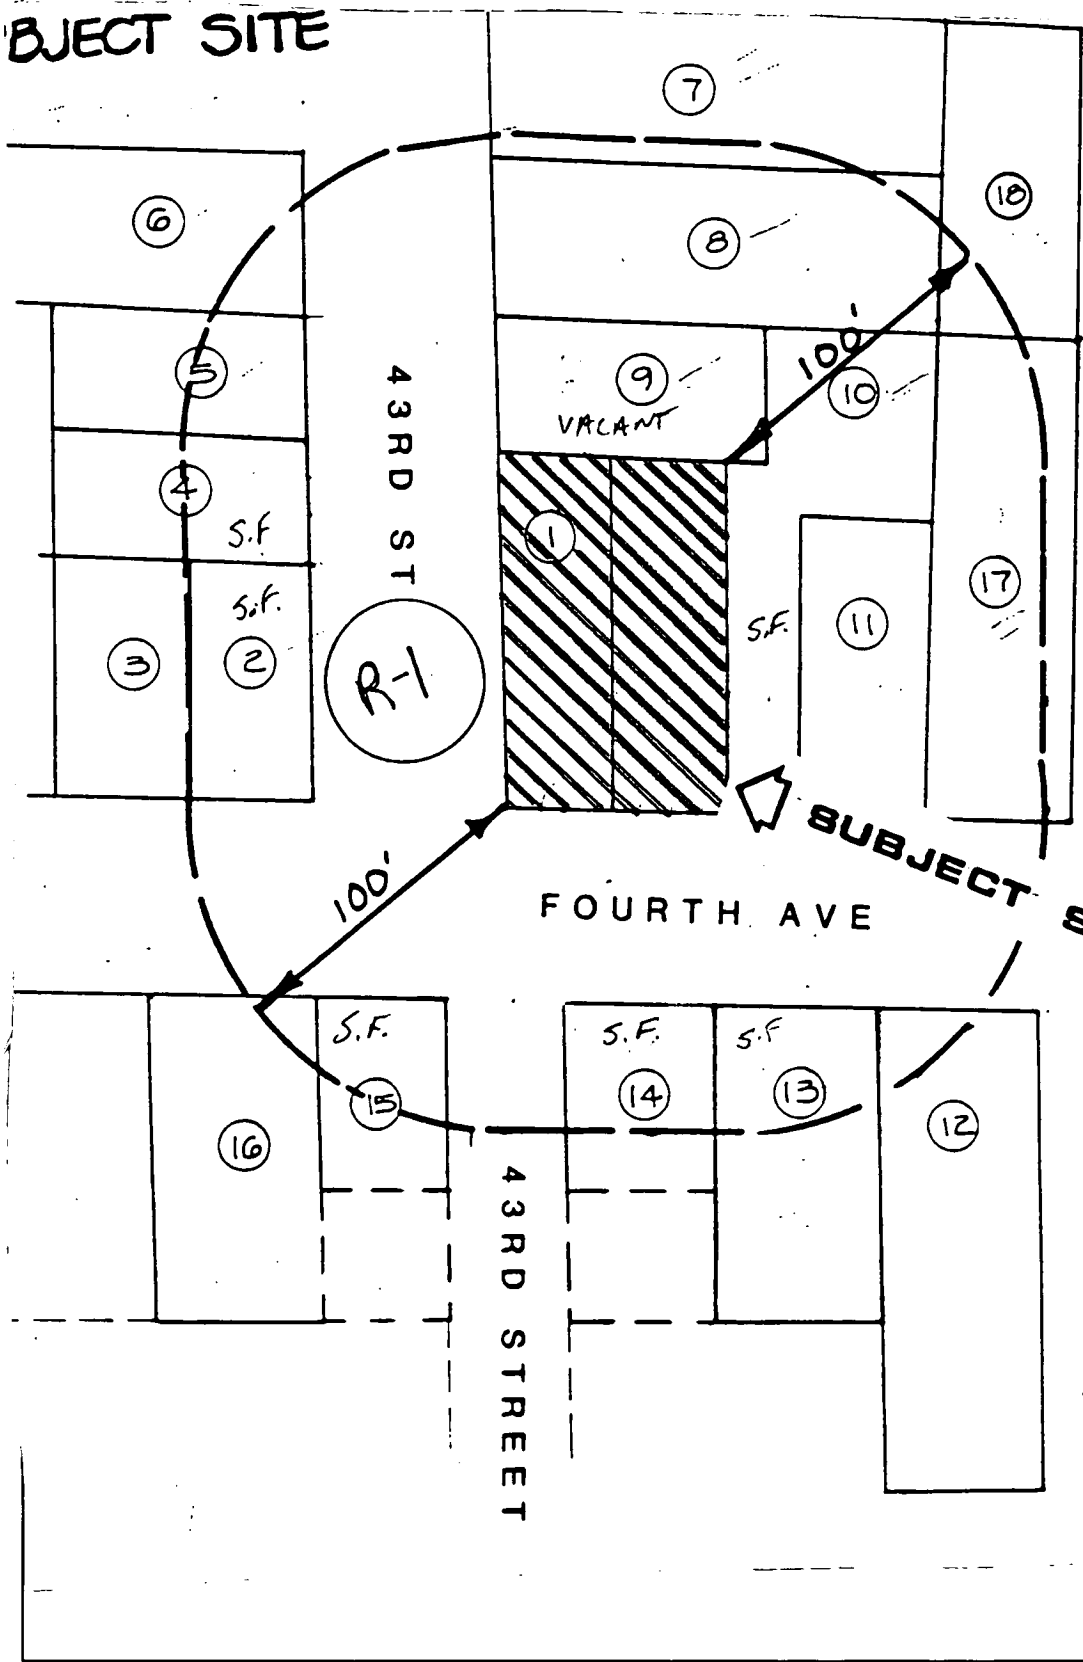 BJECT SITE
7
18
6
8
5
43RD ST
9
VACANT
100'
10
4
S.F
1
S.F.
3
2
R-1
S.F.
11
17
SUBJECT S
100'
FOURTH AVE
S.F.
15
16
S.F.
14
S.F
13
12
43RD STREET